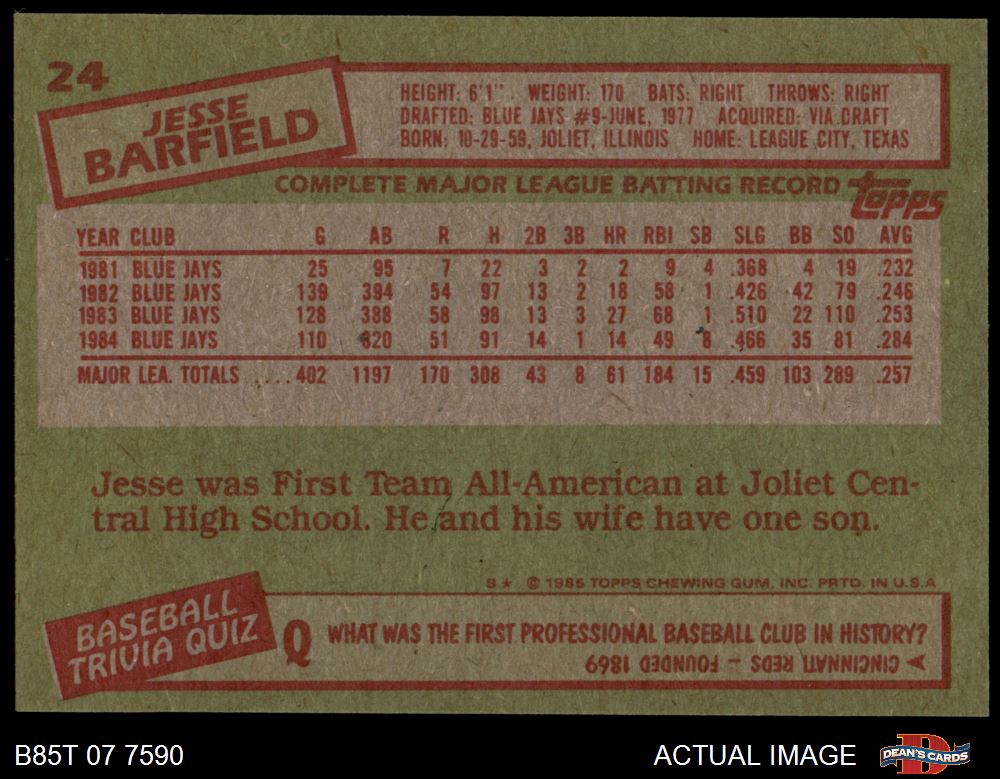 24
JESSE
BARFIELD
HEIGHT: 6'1" WEIGHT: 170 BATS: RIGHT THROWS: RIGHT
DRAFTED: BLUE JAYS #9-JUNE, 1977 ACQUIRED: VIA DRAFT
BORN: 10-29-59, JOLIET, ILLINOIS HOME: LEAGUE CITY, TEXAS
COMPLETE MAJOR LEAGUE BATTING RECORD
topps
YEAR CLUB G AB R H 2B 3B HR RBI SB SLG BB SO AVG
1981 BLUE JAYS 25 95 7 22 3 2 2 9 4 .368 4 19 .232
1982 BLUE JAYS 139 394 54 97 13 2 18 58 1 .426 42 79 .246
1983 BLUE JAYS 128 388 58 98 13 3 27 68 1 .510 22 110 .253
1984 BLUE JAYS 110 320 51 91 14 1 14 49 8 .466 35 81 .284
MAJOR LEA. TOTALS ....402 1197 170 308 43 8 61 184 15 .459 103 289 .257
Jesse was First Team All-American at Joliet Cen-
tral High School. He and his wife have one son.
S★ © 1985 TOPPS CHEWING GUM, INC. PRTD. IN U.S.A
BASEBALL
TRIVIA QUIZ
Q WHAT WAS THE FIRST PROFESSIONAL BASEBALL CLUB IN HISTORY?
➤ CINCINNATI REDS – FOUNDED 1869
B85T 07 7590
ACTUAL IMAGE
DEAN'S CARDS